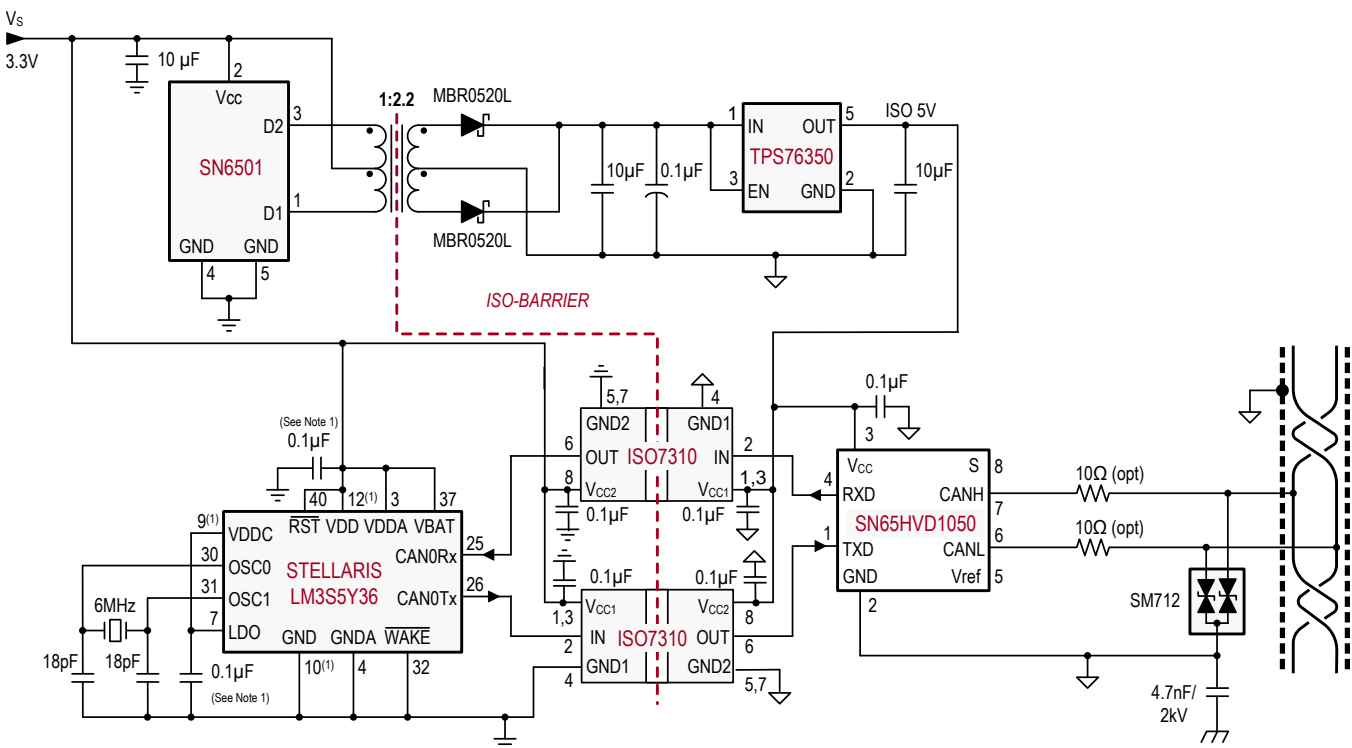 VS
3.3V
10 µF
2
Vcc
D2
3
SN6501
D1
1
GND
GND
4
5
1:2.2
MBR0520L
MBR0520L
10µF
0.1µF
1
IN
OUT
5
TPS76350
3
EN
GND
2
ISO 5V
10µF
ISO-BARRIER
(See Note 1)
0.1µF
40
12(1)
3
37
RST
VDD
VDDA
VBAT
9(1)
VDDC
30
OSC0
31
OSC1
7
LDO
STELLARIS
LM3S5Y36
CAN0Rx
25
CAN0Tx
26
GND
GNDA
WAKE
10(1)
4
32
6MHz
18pF
18pF
0.1µF
(See Note 1)
5,7
4
GND2
GND1
6
OUT
ISO7310
IN
2
8
VCC2
VCC1
1,3
0.1µF
0.1µF
0.1µF
0.1µF
VCC1
VCC2
1,3
8
IN
ISO7310
OUT
2
6
GND1
GND2
4
5,7
0.1µF
3
VCC
S
8
4
RXD
CANH
7
SN65HVD1050
1
TXD
CANL
6
GND
Vref
5
2
10Ω (opt)
10Ω (opt)
SM712
4.7nF/
2kV